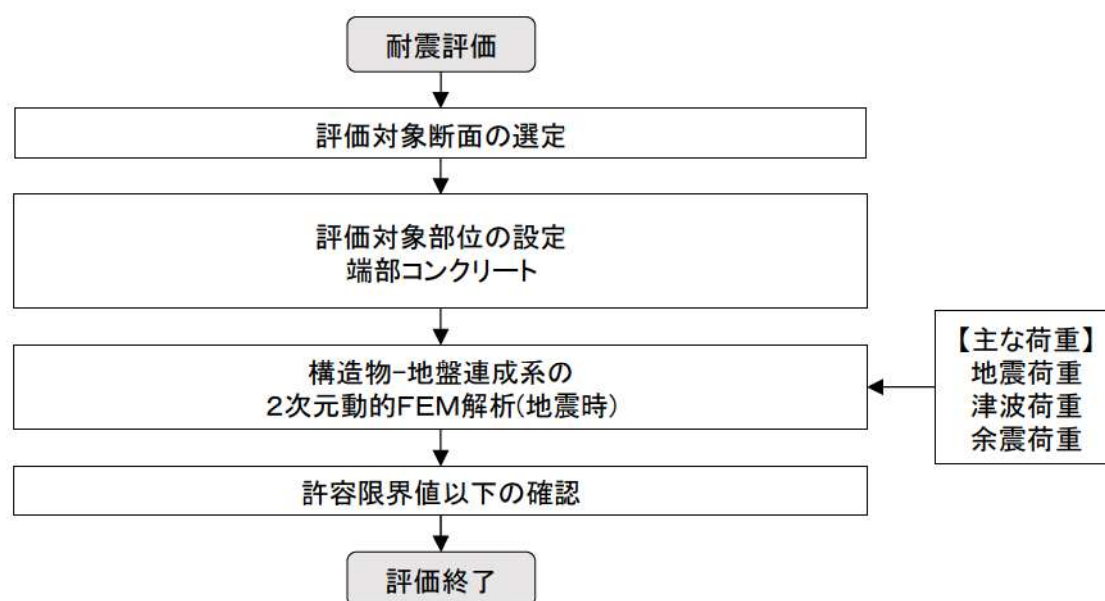 耐震評価
評価対象断面の選定
評価対象部位の設定
端部コンクリート
構造物-地盤連成系の
2次元動的FEM解析(地震時)
【主な荷重】
地震荷重
津波荷重
余震荷重
許容限界値以下の確認
評価終了